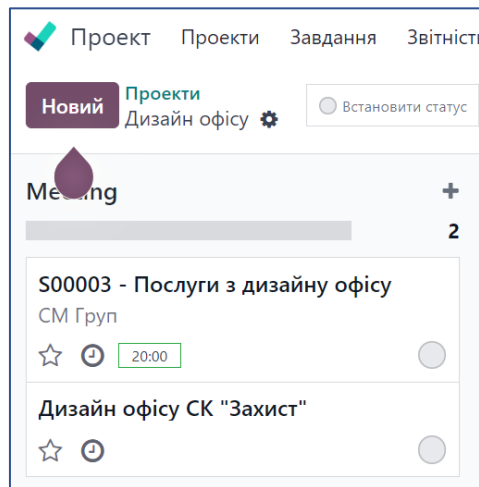 Проект Проекти Завдання Звітніст
Новий
Проекти
Дизайн офісу
Встановити статус
Meeting
2
S00003 - Послуги з дизайну офісу
СМ Груп
20:00
Дизайн офісу СК "Захист"